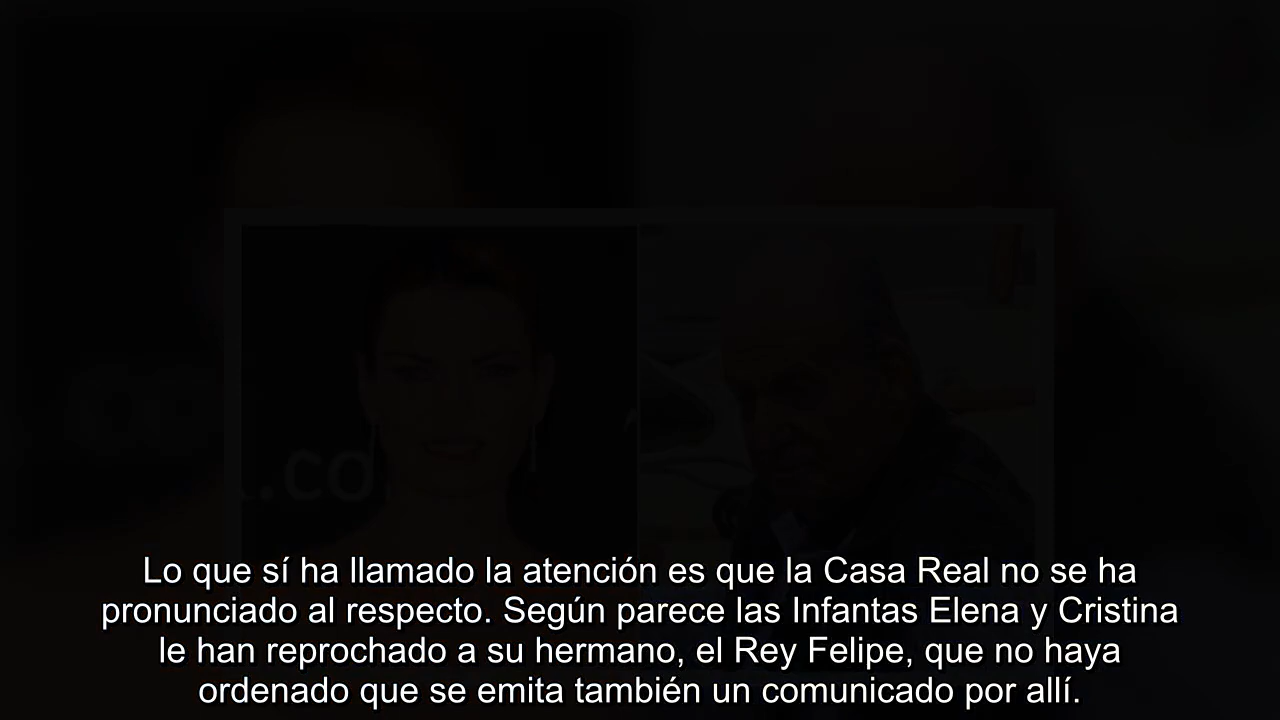 l.co
Lo que sí ha llamado la atención es que la Casa Real no se ha
pronunciado al respecto. Según parece las Infantas Elena y Cristina
le han reprochado a su hermano, el Rey Felipe, que no haya
ordenado que se emita también un comunicado por allí.